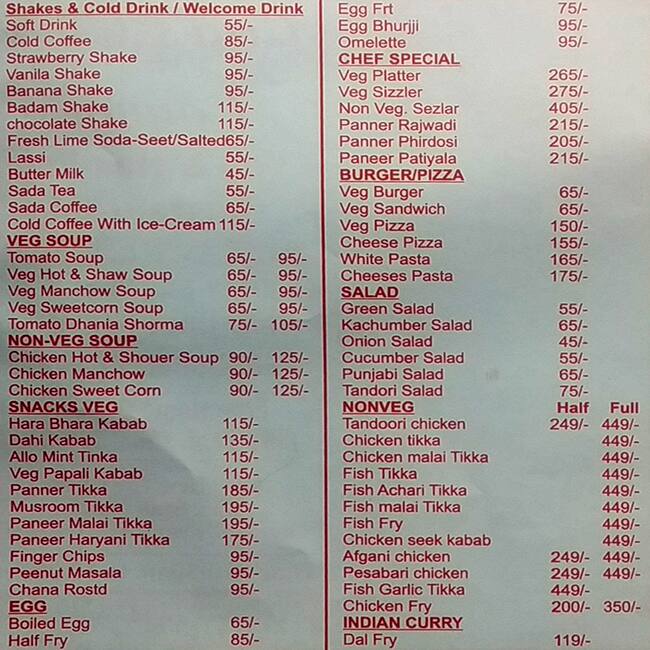 Shakes & Cold Drink / Welcome Drink
Soft Drink 55/-
Cold Coffee 85/-
Strawberry Shake 95/-
Vanila Shake 95/-
Banana Shake 95/-
Badam Shake 115/-
chocolate Shake 115/-
Fresh Lime Soda-Seet/Salted65/-
Lassi 55/-
Butter Milk 45/-
Sada Tea 55/-
Sada Coffee 65/-
Cold Coffee With Ice-Cream 115/-
VEG SOUP
Tomato Soup 65/- 95/-
Veg Hot & Shaw Soup 65/- 95/-
Veg Manchow Soup 65/- 95/-
Veg Sweetcorn Soup 65/- 95/-
Tomato Dhania Shorma 75/- 105/-
NON-VEG SOUP
Chicken Hot & Shouer Soup 90/- 125/-
Chicken Manchow 90/- 125/-
Chicken Sweet Corn 90/- 125/-
SNACKS VEG
Hara Bhara Kabab 115/-
Dahi Kabab 135/-
Allo Mint Tinka 115/-
Veg Papali Kabab 115/-
Panner Tikka 185/-
Musroom Tinka 195/-
Paneer Malai Tikka 195/-
Paneer Haryani Tikka 175/-
Finger Chips 95/-
Peenut Masala 95/-
Chana Rostd 95/-
EGG
Boiled Egg 65/-
Half Fry 85/-
Egg Frt 75/-
Egg Bhurjji 95/-
Omelette 95/-
CHEF SPECIAL
Veg Platter 265/-
Veg Sizzler 275/-
Non Veg. Sezlar 405/-
Panner Rajwadi 215/-
Panner Phirdosi 205/-
Paneer Patiyala 215/-
BURGER/PIZZA
Veg Burger 65/-
Veg Sandwich 65/-
Veg Pizza 150/-
Cheese Pizza 155/-
White Pasta 165/-
Cheeses Pasta 175/-
SALAD
Green Salad 55/-
Kachumber Salad 65/-
Onion Salad 45/-
Cucumber Salad 55/-
Punjabi Salad 65/-
Tandori Salad 75/-
NONVEG Half Full
Tandoori chicken 249/- 449/-
Chicken tikka 449/-
Chicken malai Tikka 449/-
Fish Tikka 449/-
Fish Achari Tikka 449/-
Fish malai Tikka 449/-
Fish Fry 449/-
Chicken seek kabab 449/-
Afgani chicken 249/- 449/-
Pesabari chicken 249/- 449/-
Fish Garlic Tikka 449/-
Chicken Fry 200/- 350/-
INDIAN CURRY
Dal Fry 119/-